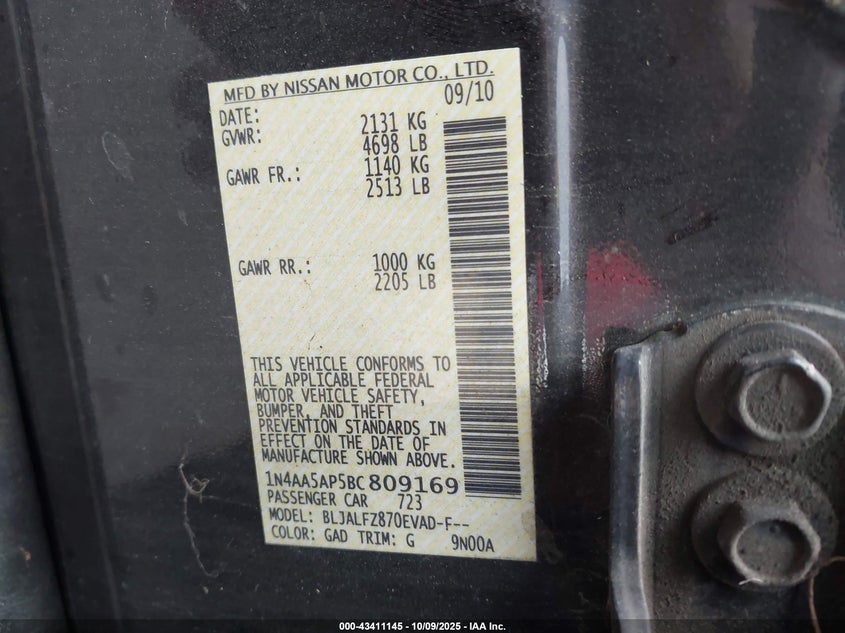 MFD BY NISSAN MOTOR CO., LTD.
DATE: 09/10
GVWR: 2131 KG
4698 LB
GAWR FR.: 1140 KG
2513 LB
GAWR RR.: 1000 KG
2205 LB
THIS VEHICLE CONFORMS TO
ALL APPLICABLE FEDERAL
MOTOR VEHICLE SAFETY,
BUMPER, AND THEFT
PREVENTION STANDARDS IN
EFFECT ON THE DATE OF
MANUFACTURE SHOWN ABOVE.
1N4AA5AP5BC809169
PASSENGER CAR 723
MODEL: BLJALFZ870EVAD-F--
COLOR: GAD TRIM: G 9N00A
000-43411145 - 10/09/2025 - IAA Inc.